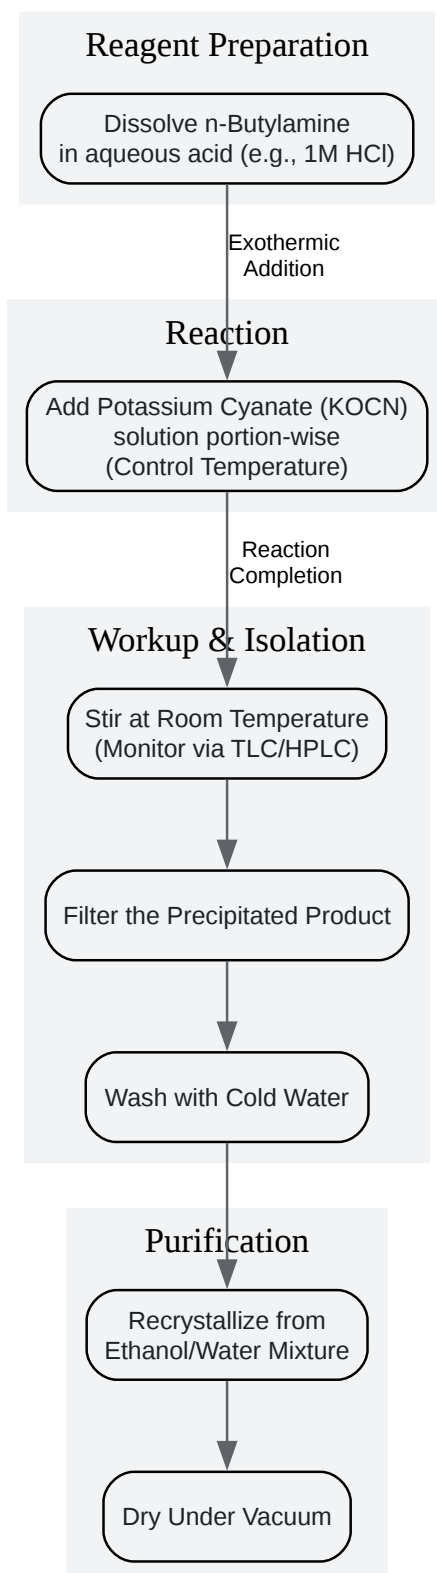 Reagent Preparation
Dissolve n-Butylamine
in aqueous acid (e.g., 1M HCl)
Exothermic
Addition
Reaction
Add Potassium Cyanate (KOCN)
solution portion-wise
(Control Temperature)
Reaction
Completion
Workup & Isolation
Stir at Room Temperature
(Monitor via TLC/HPLC)
Filter the Precipitated Product
Wash with Cold Water
Purification
Recrystallize from
Ethanol/Water Mixture
Dry Under Vacuum